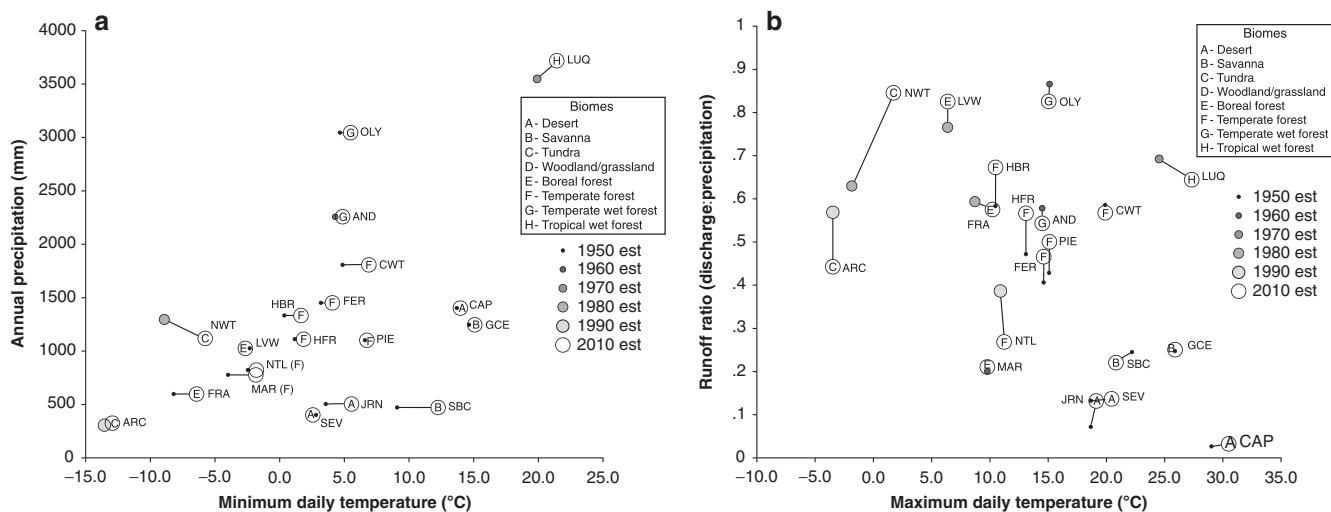 a
4000
3500
3000
2500
2000
1500
1000
500
0
Annual precipitation (mm)
−15.0 −10.0 −5.0 0.0 5.0 10.0 15.0 20.0 25.0
Minimum daily temperature (°C)
H LUQ
G OLY
G AND
F CWT
F FER
HBR F
A CAP
B GCE
NWT
C
F HFR
F PIE
E LVW
NTL (F)
MAR (F)
E FRA
A JRN
B SBC
A SEV
C ARC
Biomes
A- Desert
B- Savanna
C- Tundra
D- Woodland/grassland
E- Boreal forest
F- Temperate forest
G- Temperate wet forest
H- Tropical wet forest
1950 est
1960 est
1970 est
1980 est
1990 est
2010 est
b
1
.9
.8
.7
.6
.5
.4
.3
.2
.1
0
Runoff ratio (discharge:precipitation)
−10.0 −5.0 0.0 5.0 10.0 15.0 20.0 25.0 30.0 35.0
Maximum daily temperature (°C)
C NWT
E LVW
G OLY
F HBR
H LUQ
HFR
F
E
FRA
G AND
F CWT
F PIE
FER F
C ARC
F NTL
E MAR
B SBC
B GCE
JRN A
A SEV
A CAP
Biomes
A- Desert
B- Savanna
C- Tundra
D- Woodland/grassland
E- Boreal forest
F- Temperate forest
G- Temperate wet forest
H- Tropical wet forest
1950 est
1960 est
1970 est
1980 est
1990 est
2010 est